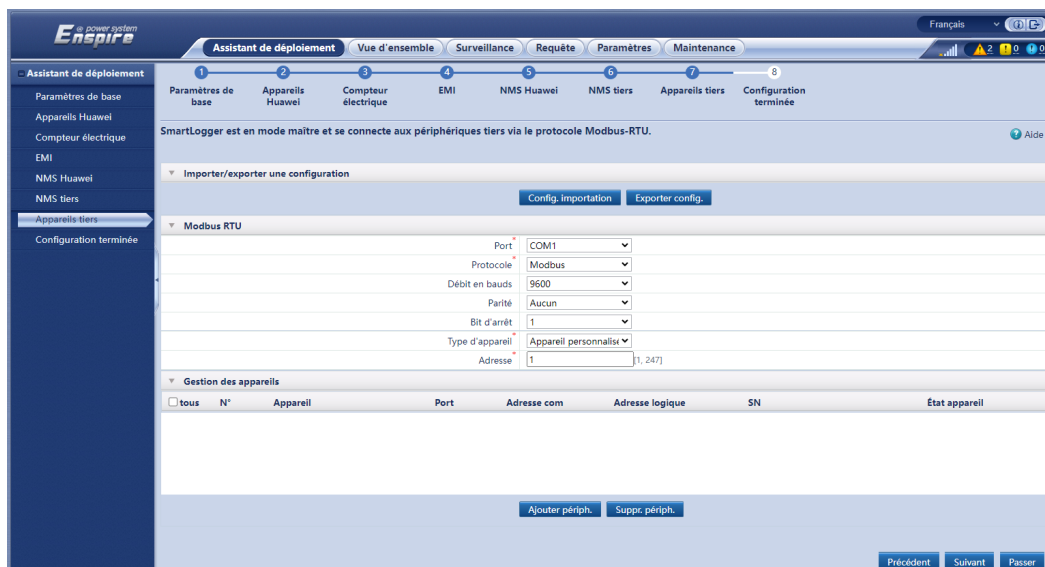 e power system
Enspire
Français
Assistant de déploiement
Vue d'ensemble
Surveillance
Requête
Paramètres
Maintenance
2
0
0
Assistant de déploiement
Paramètres de base
Appareils Huawei
Compteur électrique
EMI
NMS Huawei
NMS tiers
Appareils tiers
Configuration terminée
1
2
3
4
5
6
7
8
Paramètres de base
Appareils Huawei
Compteur électrique
EMI
NMS Huawei
NMS tiers
Appareils tiers
Configuration terminée
SmartLogger est en mode maître et se connecte aux périphériques tiers via le protocole Modbus-RTU.
Aide
Importer/exporter une configuration
Config. importation
Exporter config.
Modbus RTU
Port * COM1
Protocole * Modbus
Débit en bauds 9600
Parité Aucun
Bit d'arrêt 1
Type d'appareil * Appareil personnalisé
Adresse * 1 [1, 247]
Gestion des appareils
tous N° Appareil Port Adresse com Adresse logique SN État appareil
Ajouter périph.
Suppr. périph.
Précédent
Suivant
Passer